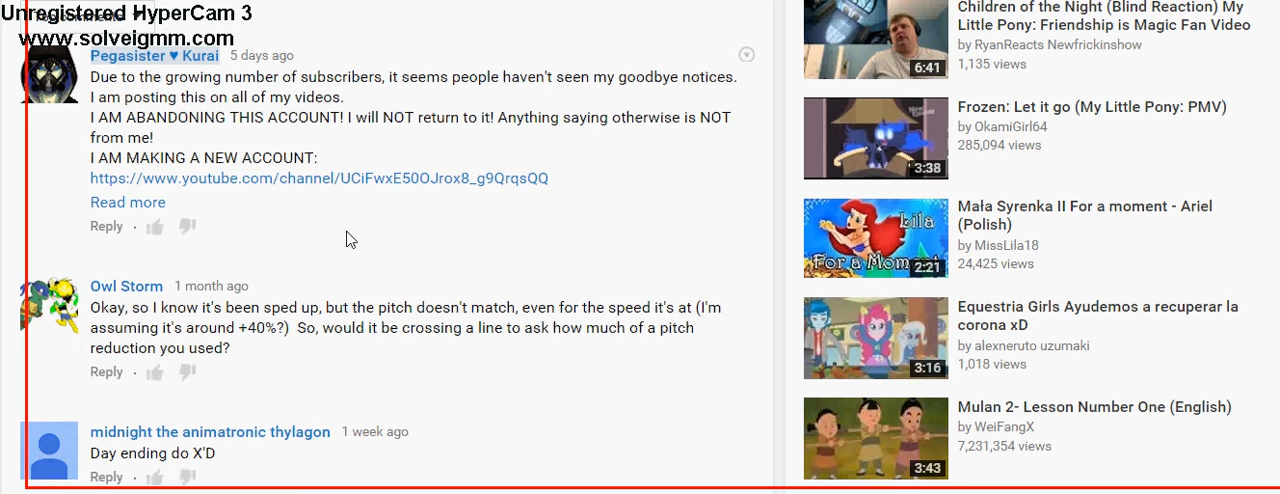 Unregistered HyperCam 3
www.solveigmm.com
Pegasister ♥ Kurai 5 days ago
Due to the growing number of subscribers, it seems people haven't seen my goodbye notices.
I am posting this on all of my videos.
I AM ABANDONING THIS ACCOUNT! I will NOT return to it! Anything saying otherwise is NOT
from me!
I AM MAKING A NEW ACCOUNT:
https://www.youtube.com/channel/UCiFwxE50OJrox8_g9QrqsQQ
Read more
Reply
Owl Storm 1 month ago
Okay, so I know it's been sped up, but the pitch doesn't match, even for the speed it's at (I'm
assuming it's around +40%?) So, would it be crossing a line to ask how much of a pitch
reduction you used?
Reply
midnight the animatronic thylagon 1 week ago
Day ending do X'D
Reply
Children of the Night (Blind Reaction) My
Little Pony: Friendship is Magic Fan Video
by RyanReacts Newfrickinshow
1,135 views
6:41
Frozen: Let it go (My Little Pony: PMV)
by OkamiGirl64
285,094 views
3:38
Mała Syrenka II For a moment - Ariel
(Polish)
by MissLila18
24,425 views
Lila
For a Mom
2:21
Equestria Girls Ayudemos a recuperar la
corona xD
by alexneruto uzumaki
1,018 views
3:16
Mulan 2- Lesson Number One (English)
by WeiFangX
7,231,354 views
3:43